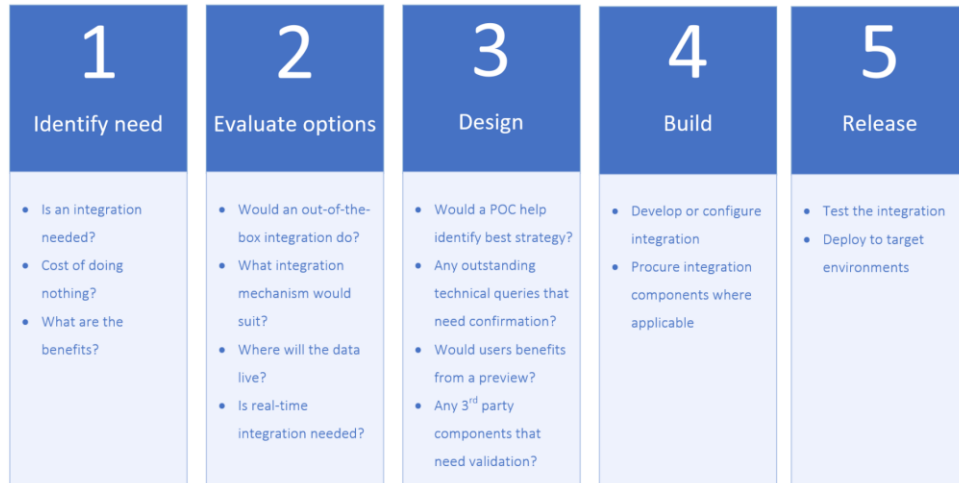 1
Identify need
• Is an integration
needed?
• Cost of doing
nothing?
• What are the
benefits?
2
Evaluate options
• Would an out-of-the-
box integration do?
• What integration
mechanism would
suit?
• Where will the data
live?
• Is real-time
integration needed?
3
Design
• Would a POC help
identify best strategy?
• Any outstanding
technical queries that
need confirmation?
• Would users benefits
from a preview?
• Any 3rd party
components that
need validation?
4
Build
• Develop or configure
integration
• Procure integration
components where
applicable
5
Release
• Test the integration
• Deploy to target
environments